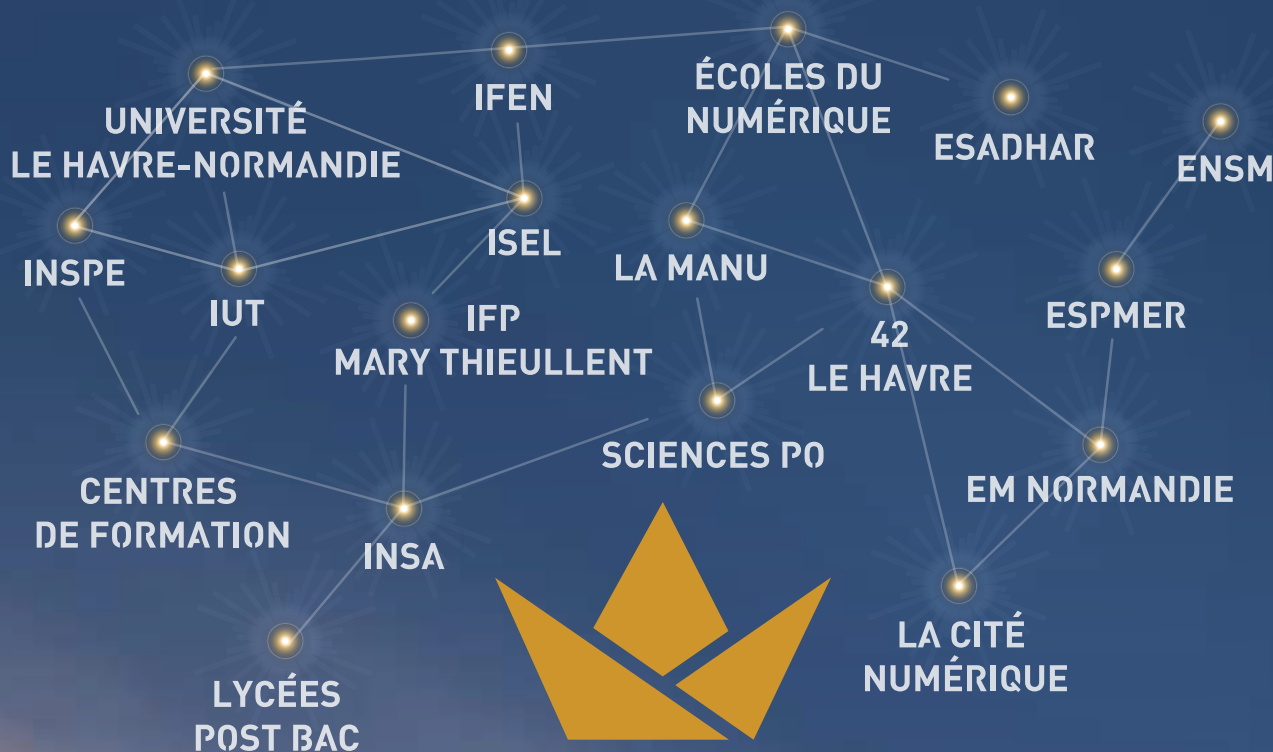 IFEN
ÉCOLES DU
NUMÉRIQUE
UNIVERSITÉ
LE HAVRE-NORMANDIE
ESADHAR
ENSM
ISEL
LA MANU
INSPE
IUT
IFP
MARY THIEULLENT
42
LE HAVRE
ESPMER
SCIENCES PO
CENTRES
DE FORMATION
EM NORMANDIE
INSA
LA CITÉ
NUMÉRIQUE
LYCÉES
POST BAC